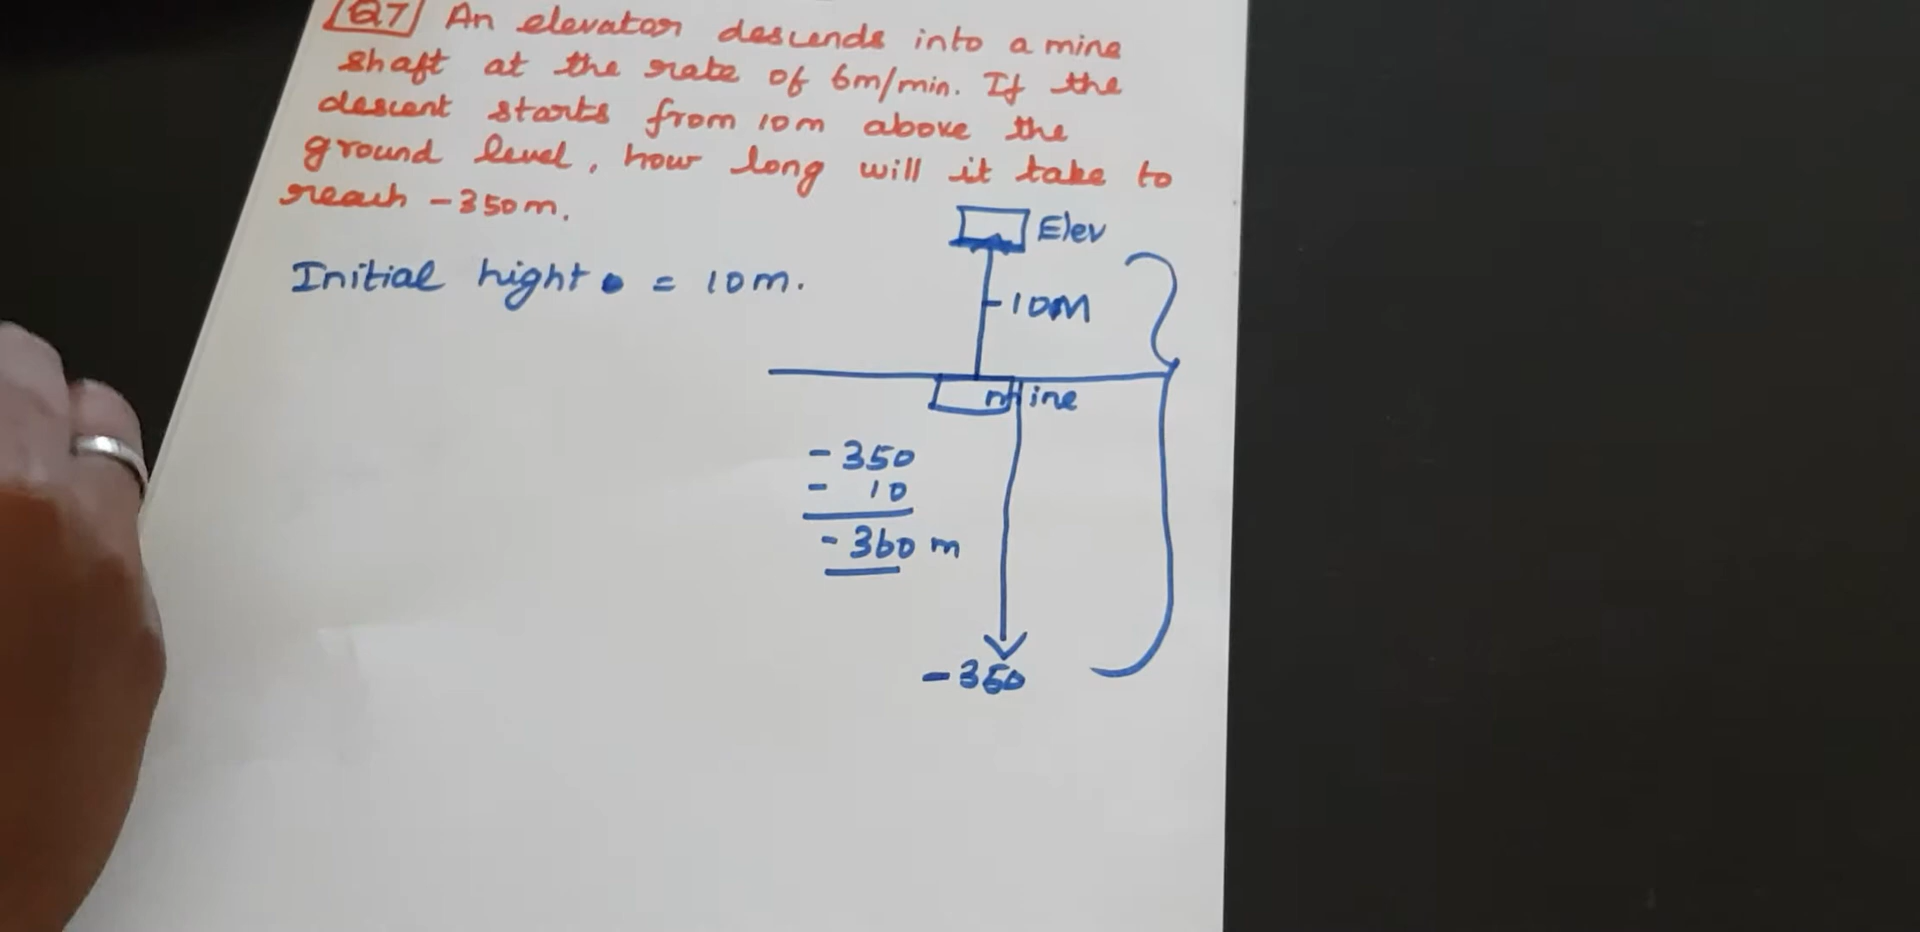 Q7 An elevator descends into a mine
shaft at the rate of 6m/min. If the
descent starts from 10m above the
ground level, how long will it take to
reach -350m.
Elev
Initial hight = 10m.
10M
Mine
-350
- 10
-360 m
-350